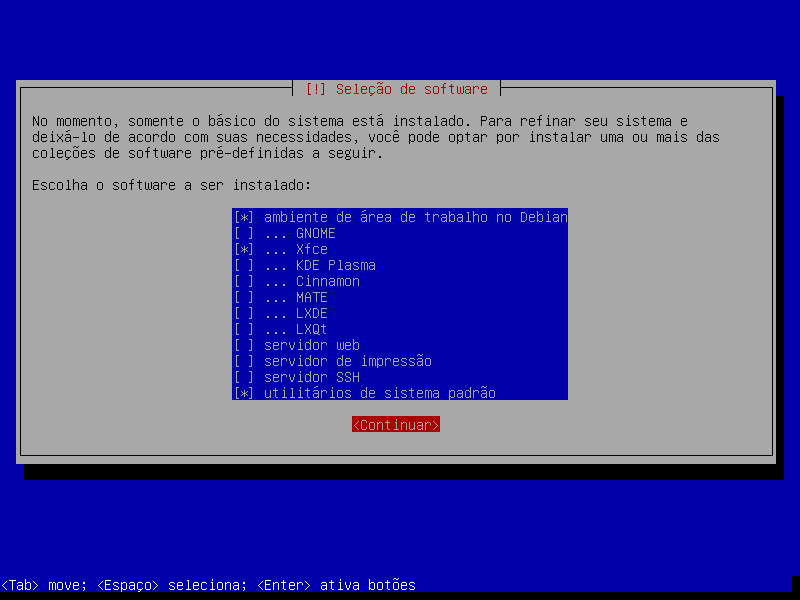 [!] Seleção de software
No momento, somente o básico do sistema está instalado. Para refinar seu sistema e
deixá-lo de acordo com suas necessidades, você pode optar por instalar uma ou mais das
coleções de software pré-definidas a seguir.
Escolha o software a ser instalado:
[*] ambiente de área de trabalho no Debian
[ ] ... GNOME
[*] ... Xfce
[ ] ... KDE Plasma
[ ] ... Cinnamon
[ ] ... MATE
[ ] ... LXDE
[ ] ... LXQt
[ ] servidor web
[ ] servidor de impressão
[ ] servidor SSH
[*] utilitários de sistema padrão
<Continuar>
<Tab> move; <Espaço> seleciona; <Enter> ativa botões